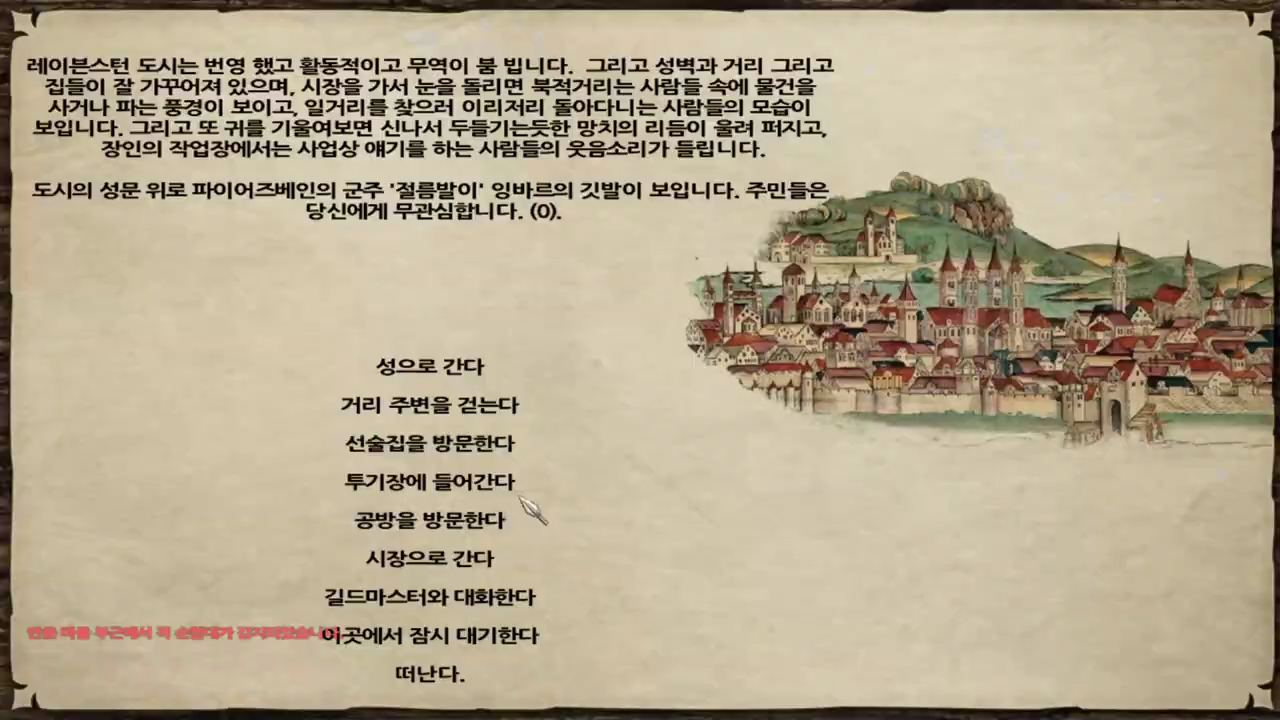 레이븐스턴 도시는 번영 했고 활동적이고 무역이 붐 빕니다. 그리고 성벽과 거리 그리고
집들이 잘 가꾸어져 있으며, 시장을 가서 눈을 돌리면 북적거리는 사람들 속에 물건을
사거나 파는 풍경이 보이고, 일거리를 찾으러 이리저리 돌아다니는 사람들의 모습이
보입니다. 그리고 또 귀를 기울여보면 신나서 두들기는듯한 망치의 리듬이 울려 퍼지고,
장인의 작업장에서는 사업상 얘기를 하는 사람들의 웃음소리가 들립니다.
도시의 성문 위로 파이어즈베인의 군주 '절름발이' 잉바르의 깃발이 보입니다. 주민들은
당신에게 무관심합니다. (0).
성으로 간다
거리 주변을 걷는다
선술집을 방문한다
투기장에 들어간다
공방을 방문한다
시장으로 간다
길드마스터와 대화한다
이곳에서 잠시 대기한다
떠난다.